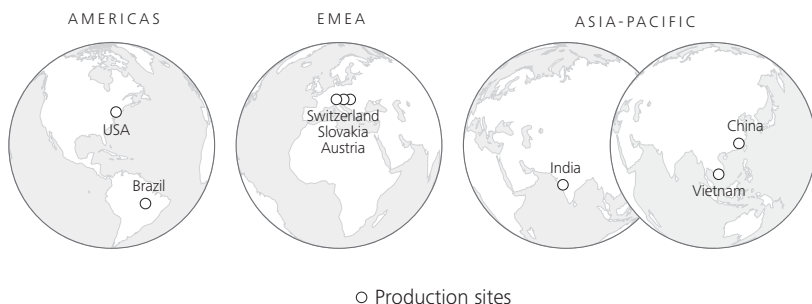 AMERICAS
EMEA
ASIA-PACIFIC
USA
Brazil
Switzerland
Slovakia
Austria
India
China
Vietnam
Production sites